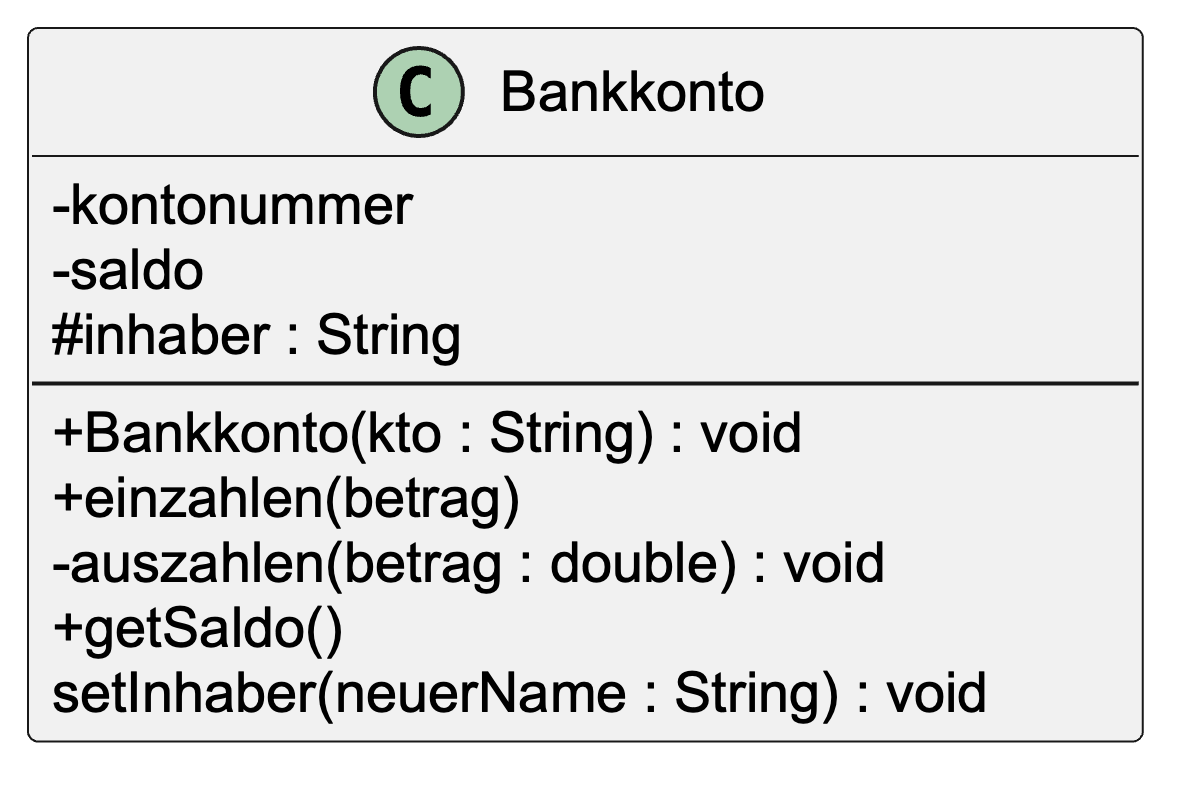 C Bankkonto
-kontonummer
-saldo
#inhaber : String
+Bankkonto(kto : String) : void
+einzahlen(betrag)
-auszahlen(betrag : double) : void
+getSaldo()
setInhaber(neuerName : String) : void